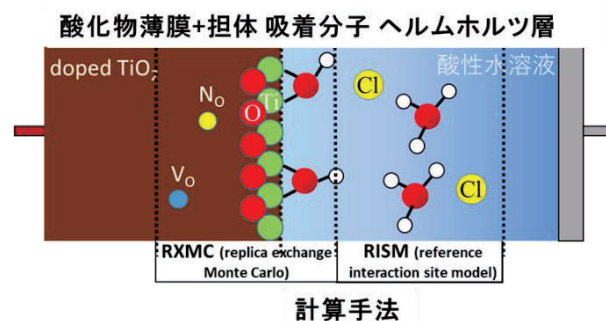 酸化物薄膜+担体 吸着分子 ヘルムホルツ層
doped TiO₂
酸性水溶液
N_O
Ti
O
Cl
V_O
Cl
RXMC (replica exchange Monte Carlo)
RISM (reference interaction site model)
計算手法